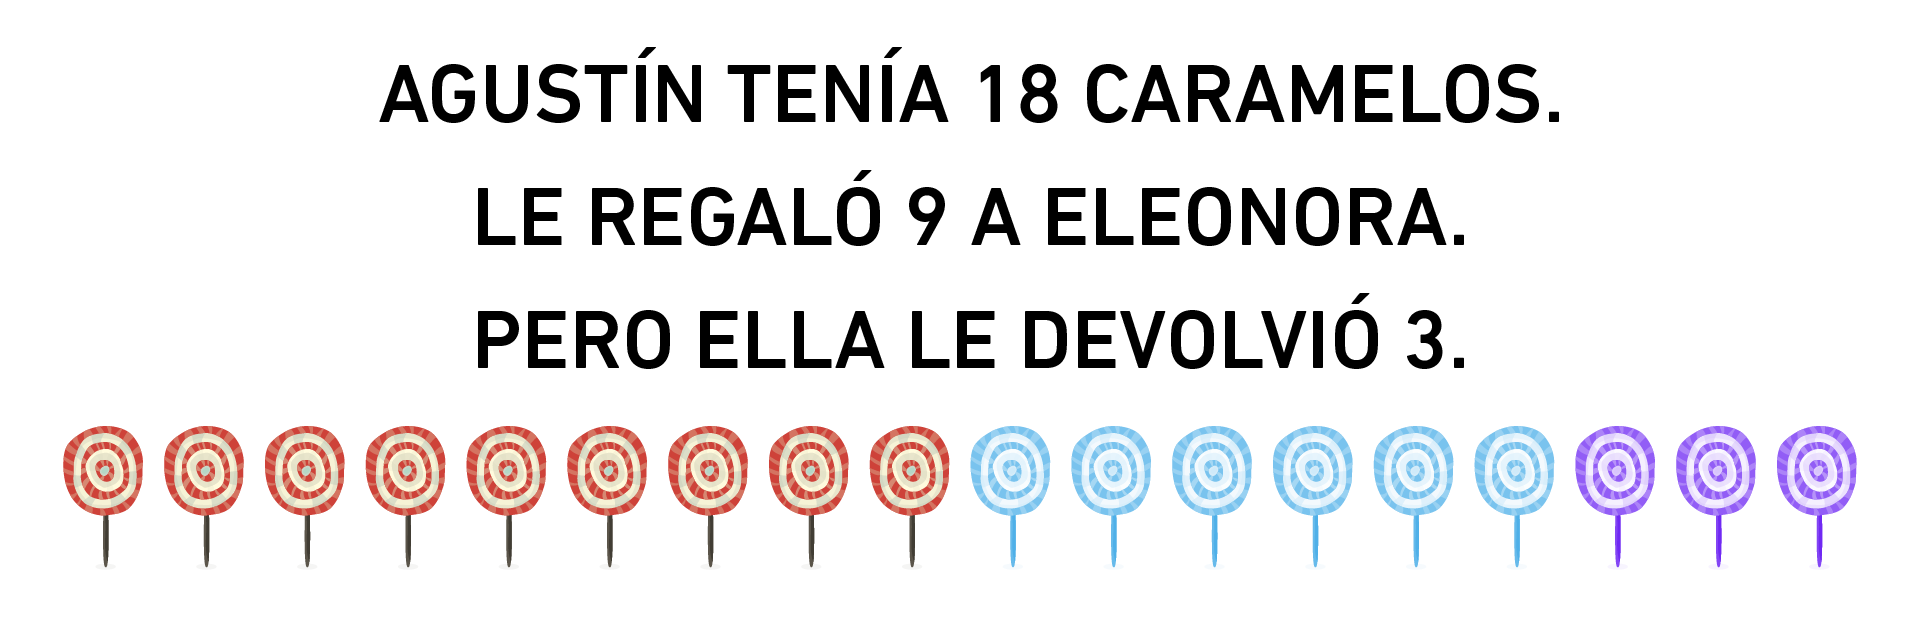 AGUSTÍN TENÍA 18 CARAMELOS.
LE REGALÓ 9 A ELEONORA.
PERO ELLA LE DEVOLVIÓ 3.